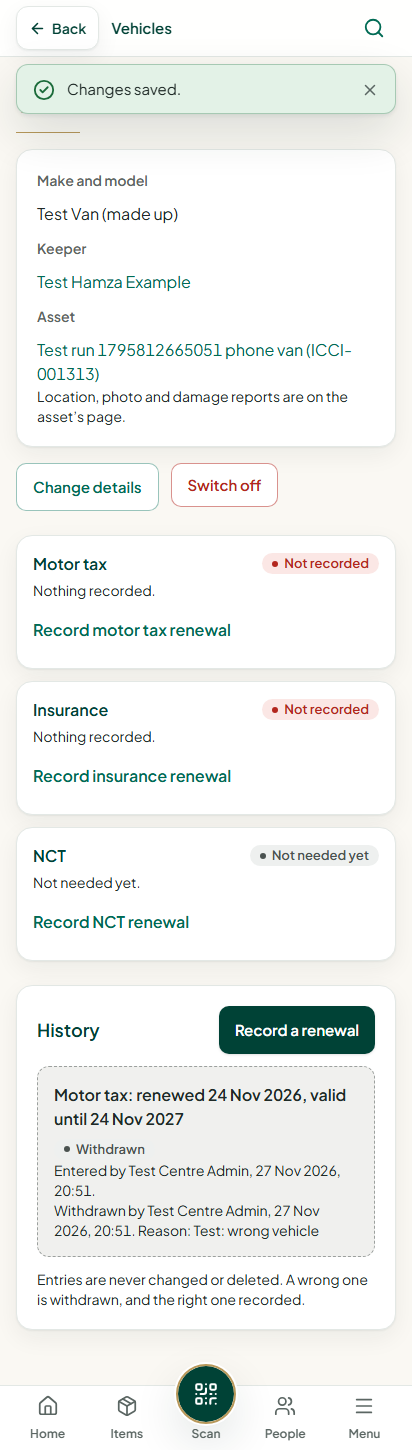 Back Vehicles
Changes saved.
Make and model
Test Van (made up)
Keeper
Test Hamza Example
Asset
Test run 1795812665051 phone van (ICCI-
001313)
Location, photo and damage reports are on the
asset's page.
Change details Switch off
Motor tax Not recorded
Nothing recorded.
Record motor tax renewal
Insurance Not recorded
Nothing recorded.
Record insurance renewal
NCT Not needed yet
Not needed yet.
Record NCT renewal
History Record a renewal
Motor tax: renewed 24 Nov 2026, valid
until 24 Nov 2027
Withdrawn
Entered by Test Centre Admin, 27 Nov 2026,
20:51.
Withdrawn by Test Centre Admin, 27 Nov
2026, 20:51. Reason: Test: wrong vehicle
Entries are never changed or deleted. A wrong one
is withdrawn, and the right one recorded.
Home Items Scan People Menu